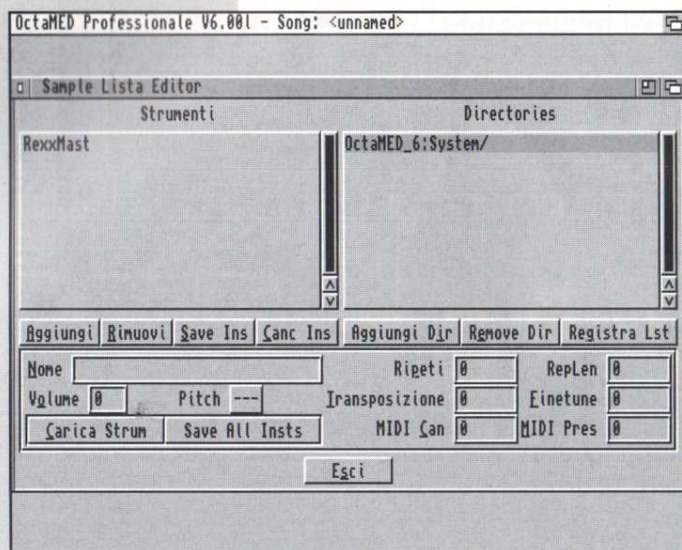 OctaMED Professionale V6.00l - Song: <unnamed>
Sample Lista Editor
Strumenti Directories
RexxMast OctaMED_6:System/
Aggiungi Rimuovi Save Ins Canc Ins Aggiungi Dir Remove Dir Registra Lst
Nome Ripeti 0 RepLen 0
Volume 0 Pitch --- Transposizione 0 Finetune 0
Carica Strum Save All Insts MIDI Can 0 MIDI Pres 0
Esci